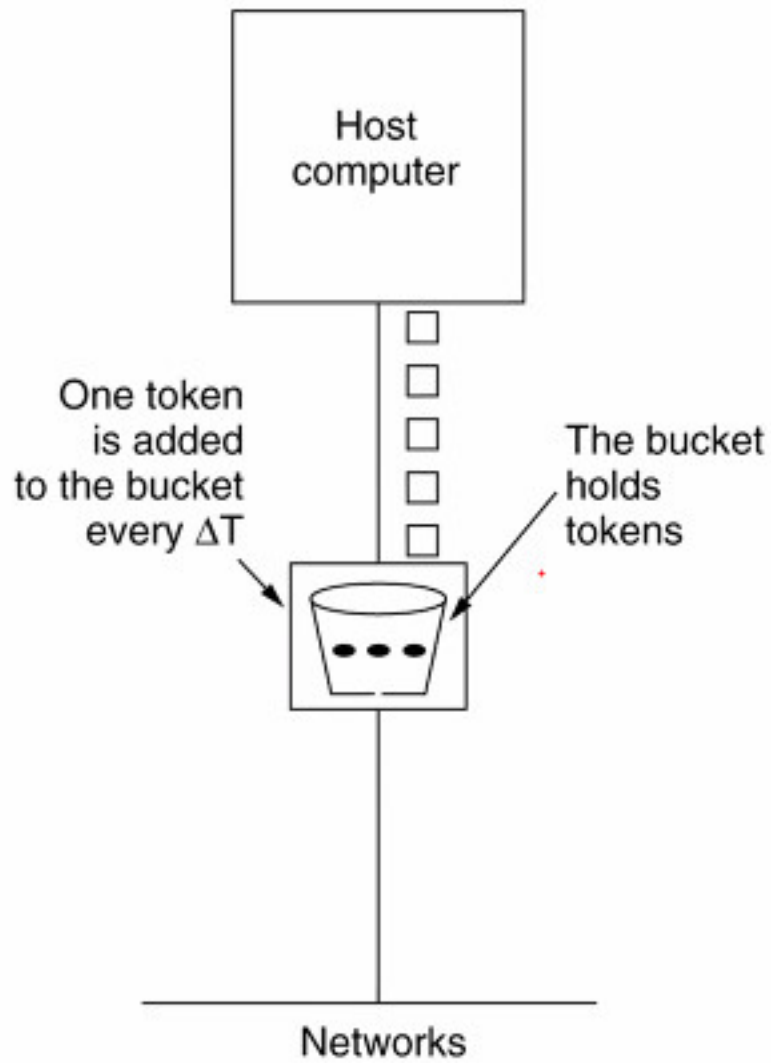 Host
computer
One token
is added
to the bucket
every ΔT
The bucket
holds
tokens
Networks